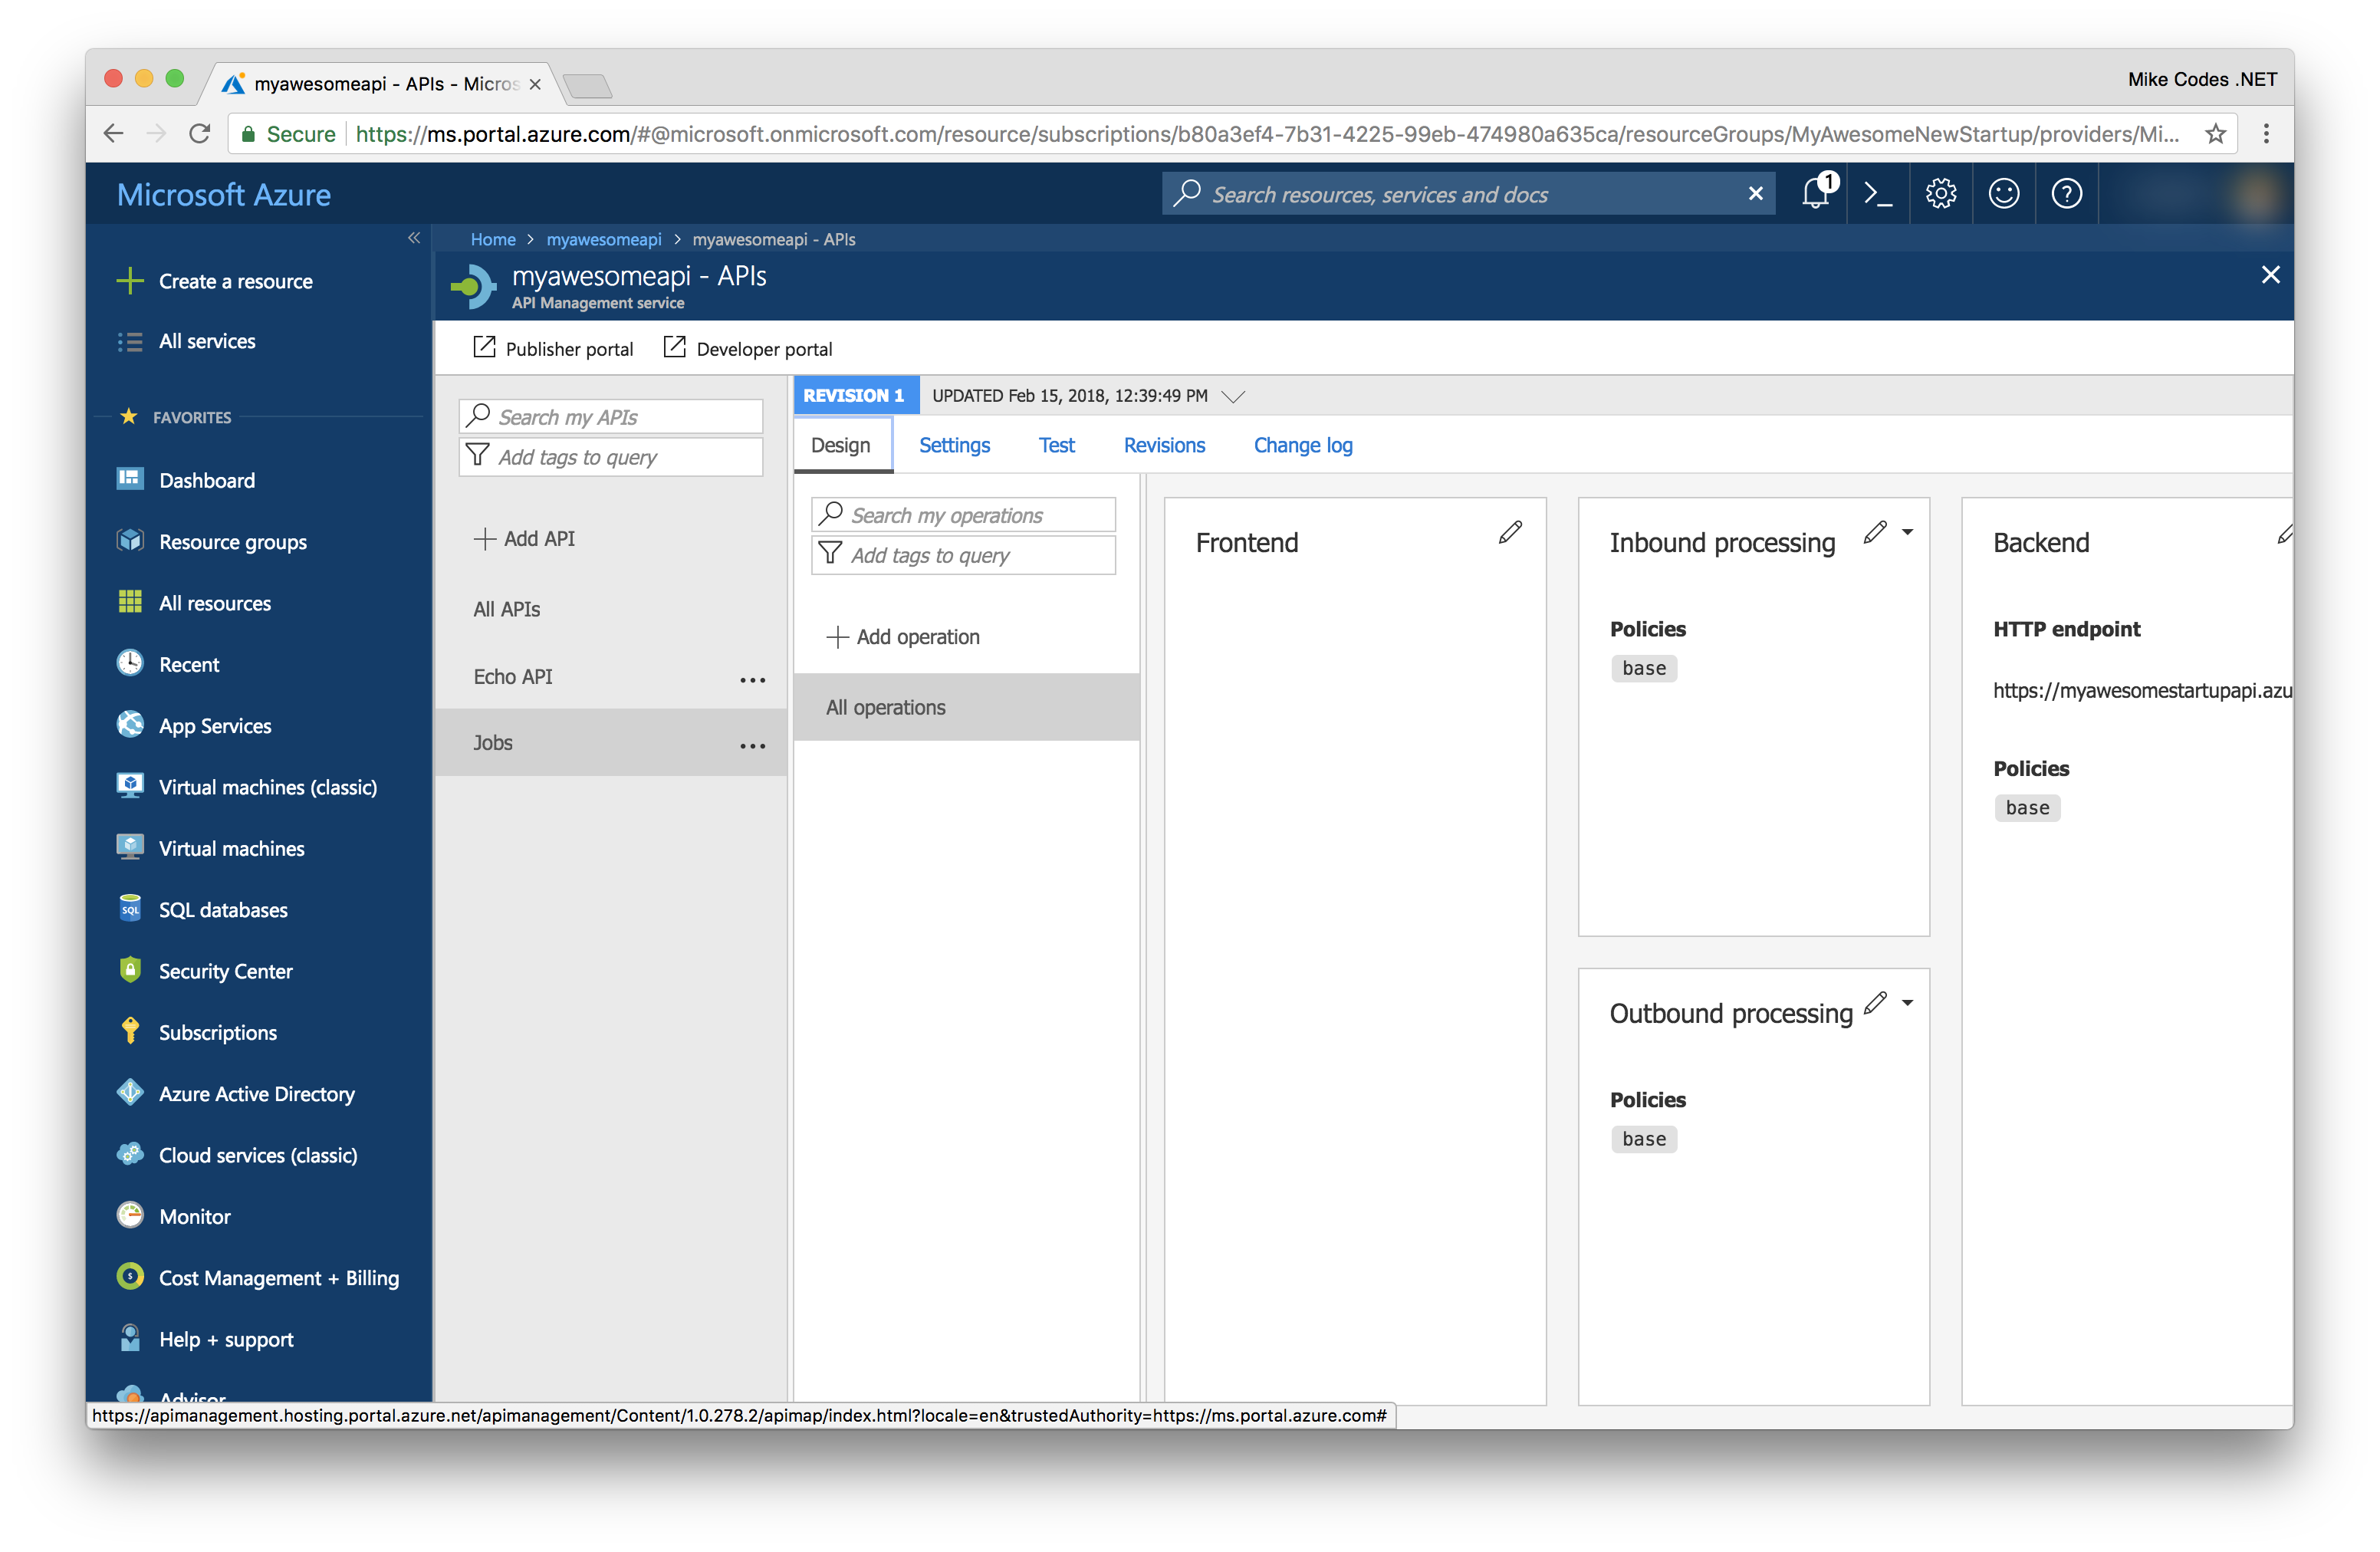 myawesomeapi - APIs - Micros
Mike Codes .NET
Secure
https://ms.portal.azure.com/#@microsoft.onmicrosoft.com/resource/subscriptions/b80a3ef4-7b31-4225-99eb-474980a635ca/resourceGroups/MyAwesomeNewStartup/providers/Mi...
Microsoft Azure
Search resources, services and docs
1
Home > myawesomeapi > myawesomeapi - APIs
myawesomeapi - APIs
API Management service
Create a resource
All services
FAVORITES
Dashboard
Resource groups
All resources
Recent
App Services
Virtual machines (classic)
Virtual machines
SQL databases
Security Center
Subscriptions
Azure Active Directory
Cloud services (classic)
Monitor
Cost Management + Billing
Help + support
Advisor
Publisher portal
Developer portal
Search my APIs
Add tags to query
Add API
All APIs
Echo API
Jobs
REVISION 1
UPDATED Feb 15, 2018, 12:39:49 PM
Design
Settings
Test
Revisions
Change log
Search my operations
Add tags to query
Add operation
All operations
Frontend
Inbound processing
Policies
base
Outbound processing
Policies
base
Backend
HTTP endpoint
https://myawesomestartupapi.azu
Policies
base
https://apimanagement.hosting.portal.azure.net/apimanagement/Content/1.0.278.2/apimap/index.html?locale=en&trustedAuthority=https://ms.portal.azure.com#